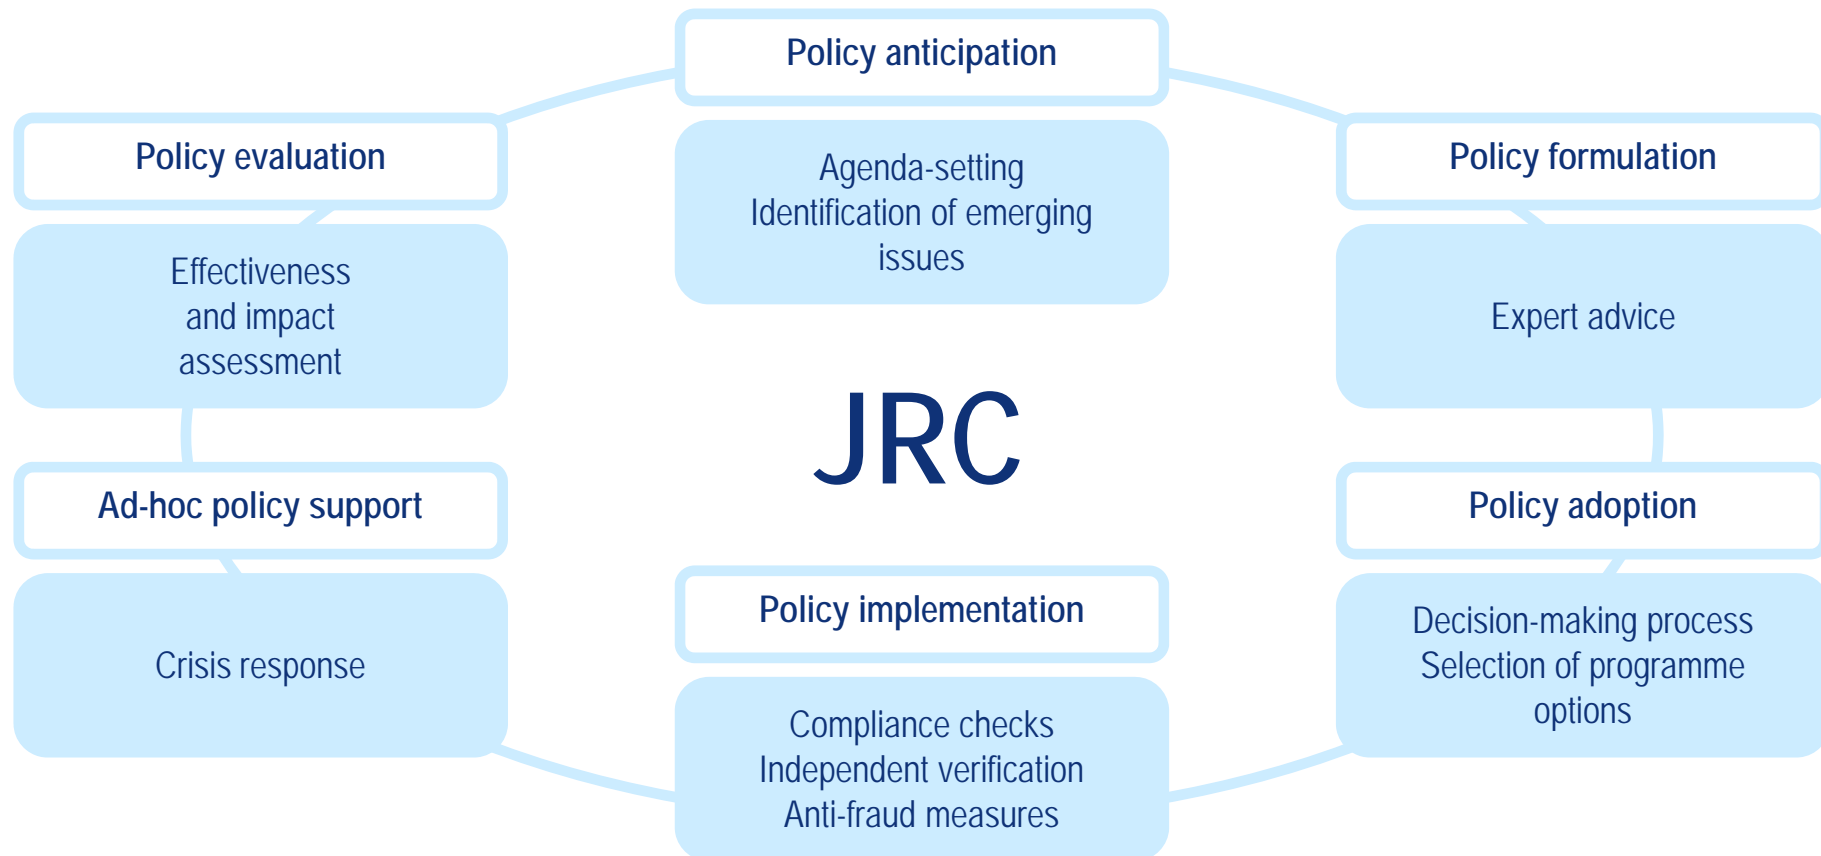 Policy anticipation
Agenda-setting
Identification of emerging
issues
Policy formulation
Expert advice
Policy adoption
Decision-making process
Selection of programme
options
Policy implementation
Compliance checks
Independent verification
Anti-fraud measures
Ad-hoc policy support
Crisis response
Policy evaluation
Effectiveness
and impact
assessment
JRC